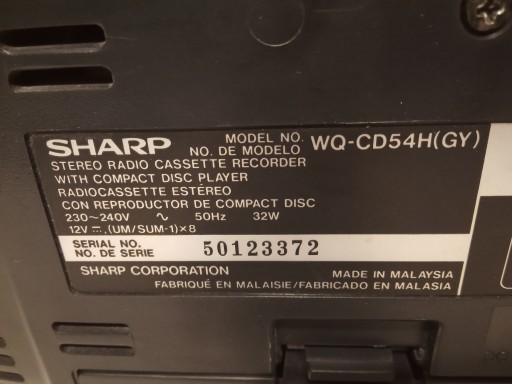 SHARP MODEL NO. NO. DE MODELO WQ-CD54H(GY)
STEREO RADIO CASSETTE RECORDER
WITH COMPACT DISC PLAYER
RADIOCASSETTE ESTÉREO
CON REPRODUCTOR DE COMPACT DISC
230~240V ∿ 50Hz 32W
12V ⎓,(UM/SUM-1)×8
SERIAL NO.
NO. DE SERIE 50123372
SHARP CORPORATION MADE IN MALAYSIA
FABRIQUÉ EN MALAISIE/FABRICADO EN MALASIA